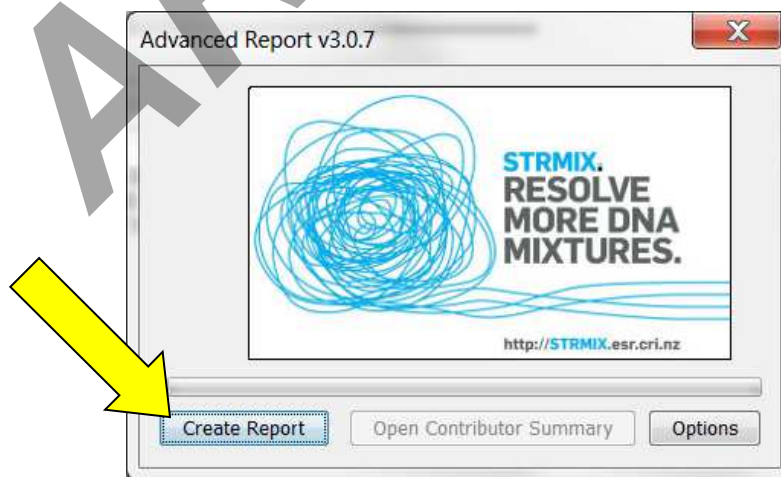 Advanced Report v3.0.7
STRMIX.
RESOLVE
MORE DNA
MIXTURES.
http://STRMIX.esr.cri.nz
Create Report
Open Contributor Summary
Options